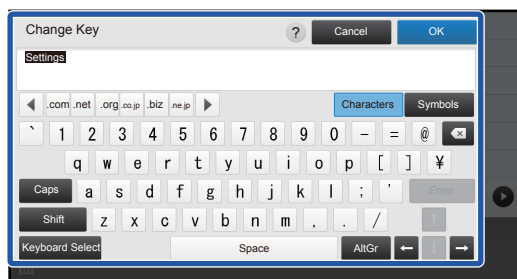 Change Key ? Cancel OK
Settings
.com .net .org .co.jp .biz .ne.jp Characters Symbols
` 1 2 3 4 5 6 7 8 9 0 - = @
q w e r t y u i o p [ ] ¥
Caps a s d f g h j k l ; ' Enter
Shift z x c v b n m , . /
Keyboard Select Space AltGr